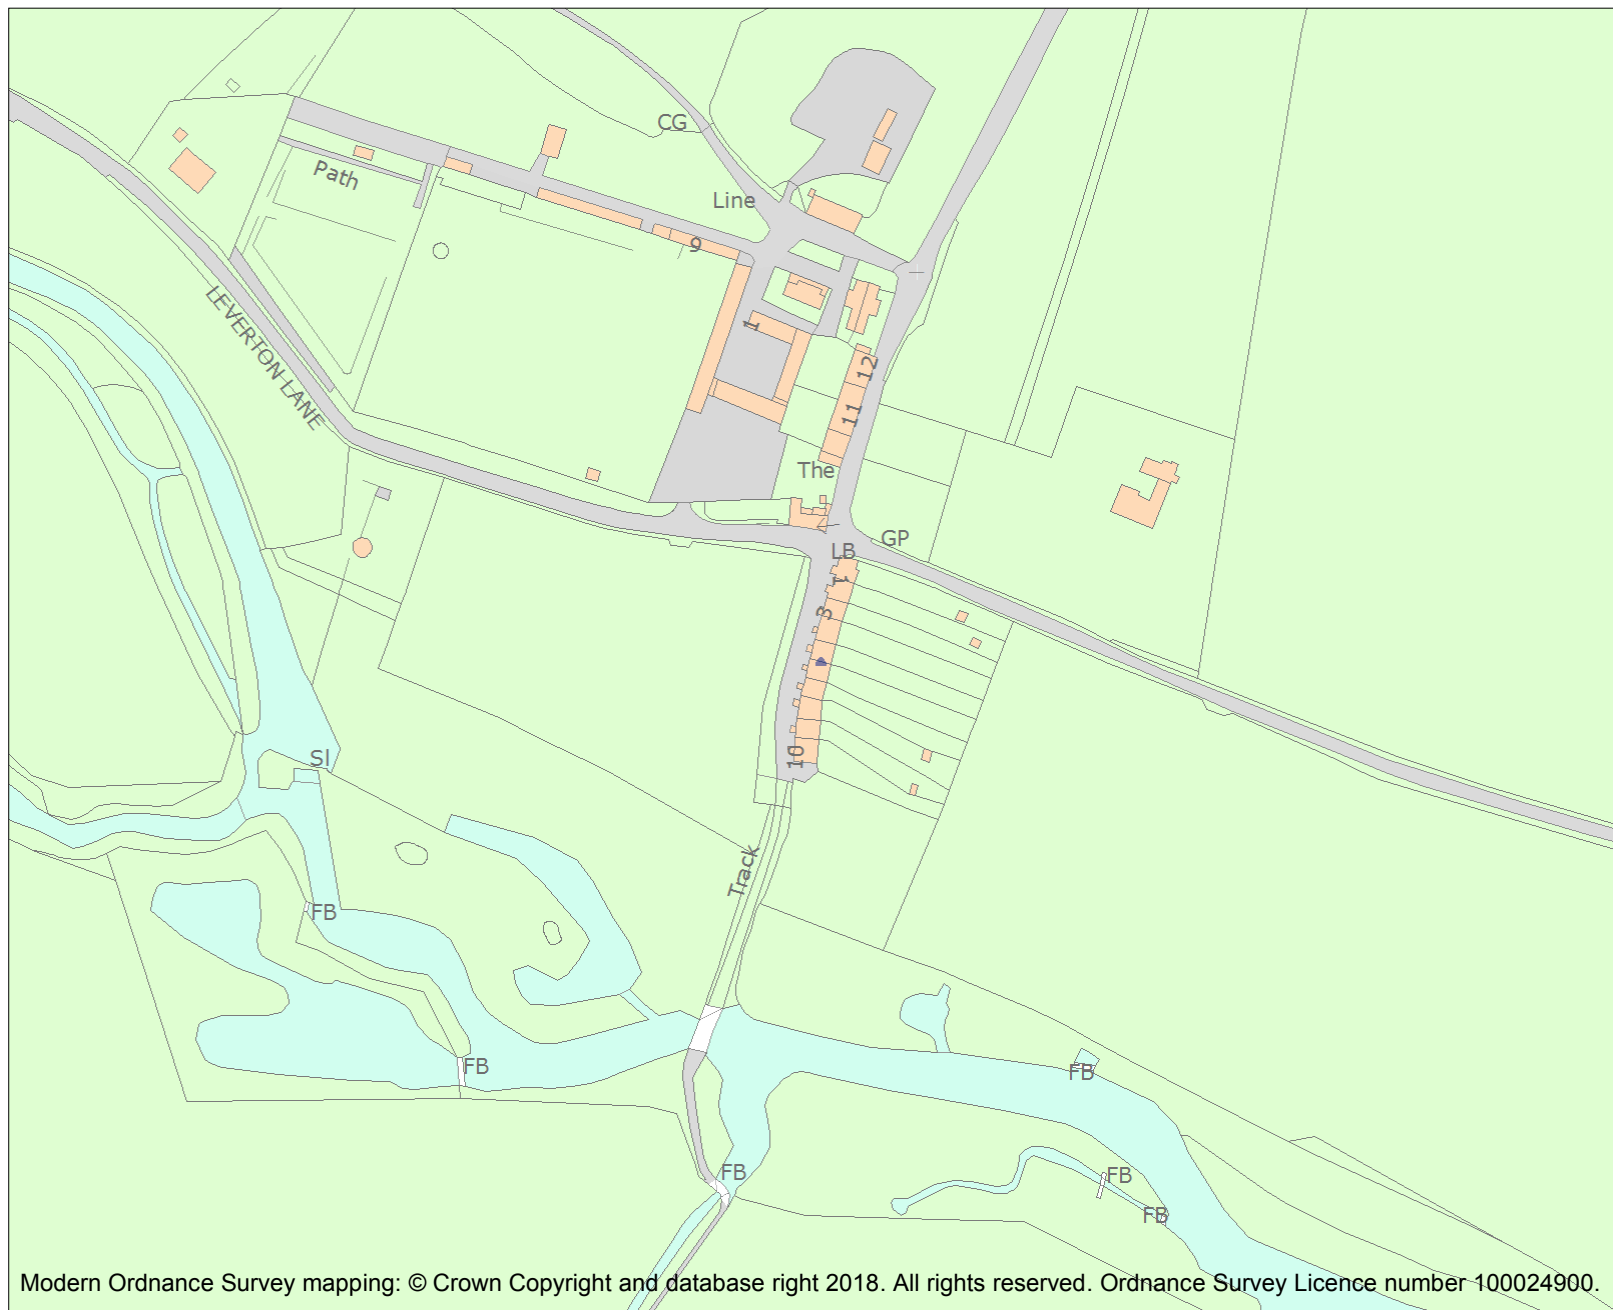 CG
Path
Line
9
LEVERTON LANE
1
12
11
The
GP
LB
1
3
10
Sl
Track
FB
FB
FB
FB
FB
FB
Modern Ordnance Survey mapping: © Crown Copyright and database right 2018. All rights reserved. Ordnance Survey Licence number 100024900.